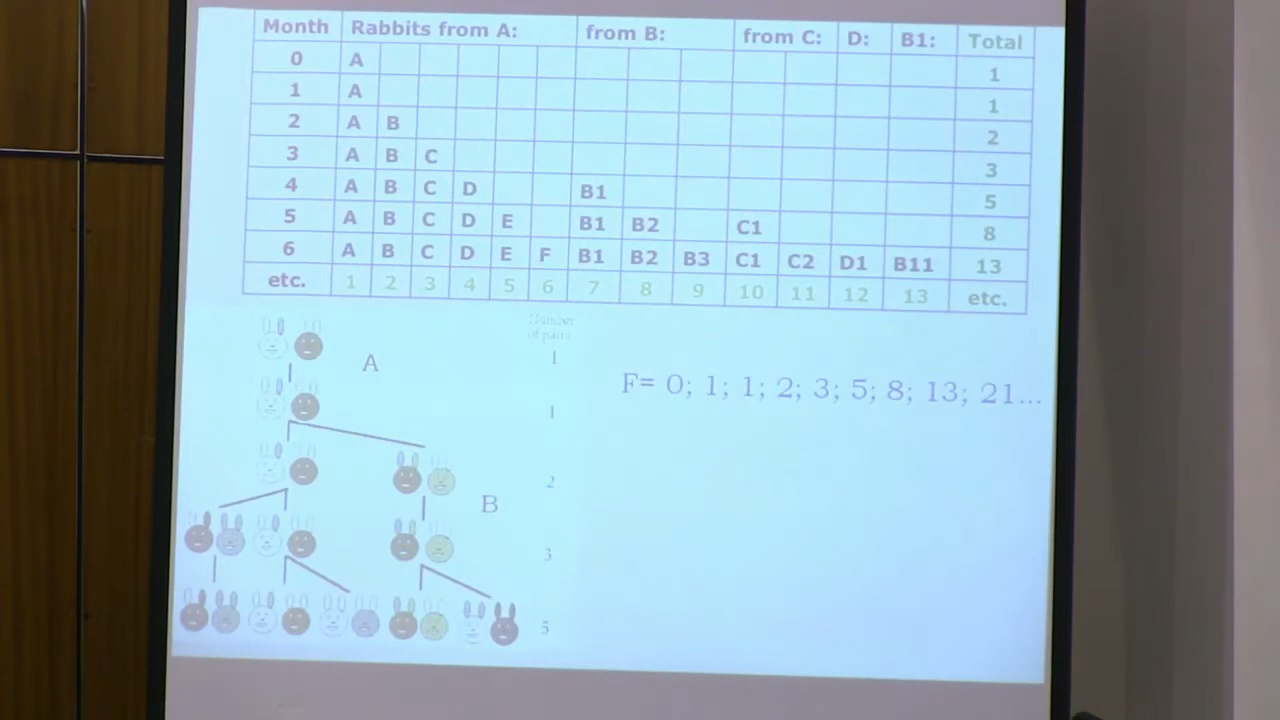 Month Rabbits from A: from B: from C: D: B1: Total
0 A 1
1 A 1
2 A B 2
3 A B C 3
4 A B C D B1 5
5 A B C D E B1 B2 C1 8
6 A B C D E F B1 B2 B3 C1 C2 D1 B11 13
etc. 1 2 3 4 5 6 7 8 9 10 11 12 13 etc.
Number
of pairs
A 1
1
F= 0; 1; 1; 2; 3; 5; 8; 13; 21...
2
B
3
5